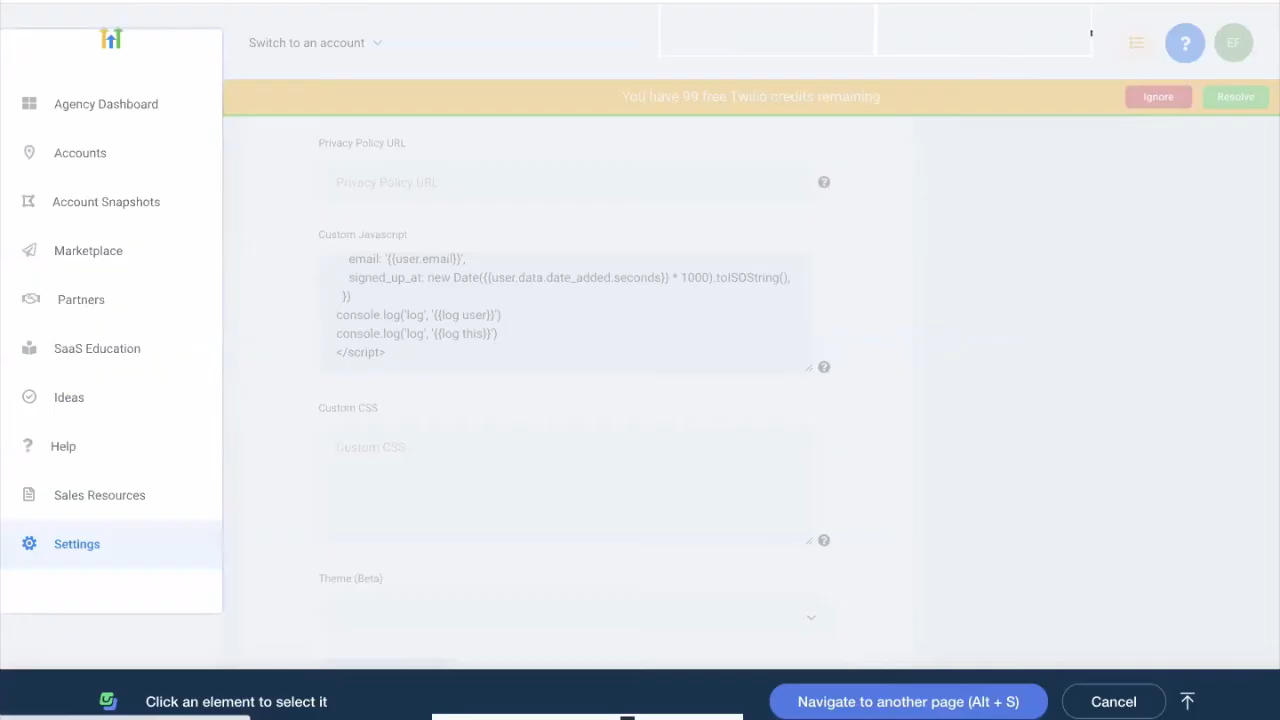 Switch to an account
?
EF
You have 99 free Twilio credits remaining
Ignore
Resolve
Agency Dashboard
Accounts
Account Snapshots
Marketplace
Partners
SaaS Education
Ideas
Help
Sales Resources
Settings
Privacy Policy URL
Privacy Policy URL
Custom Javascript
email: '{{user.email}}',
signed_up_at: new Date({{user.data.date_added.seconds}} * 1000).toISOString(),
})
console.log('log', '{{log user}}')
console.log('log', '{{log this}}')
</script>
Custom CSS
Custom CSS
Theme (Beta)
Click an element to select it
Navigate to another page (Alt + S)
Cancel